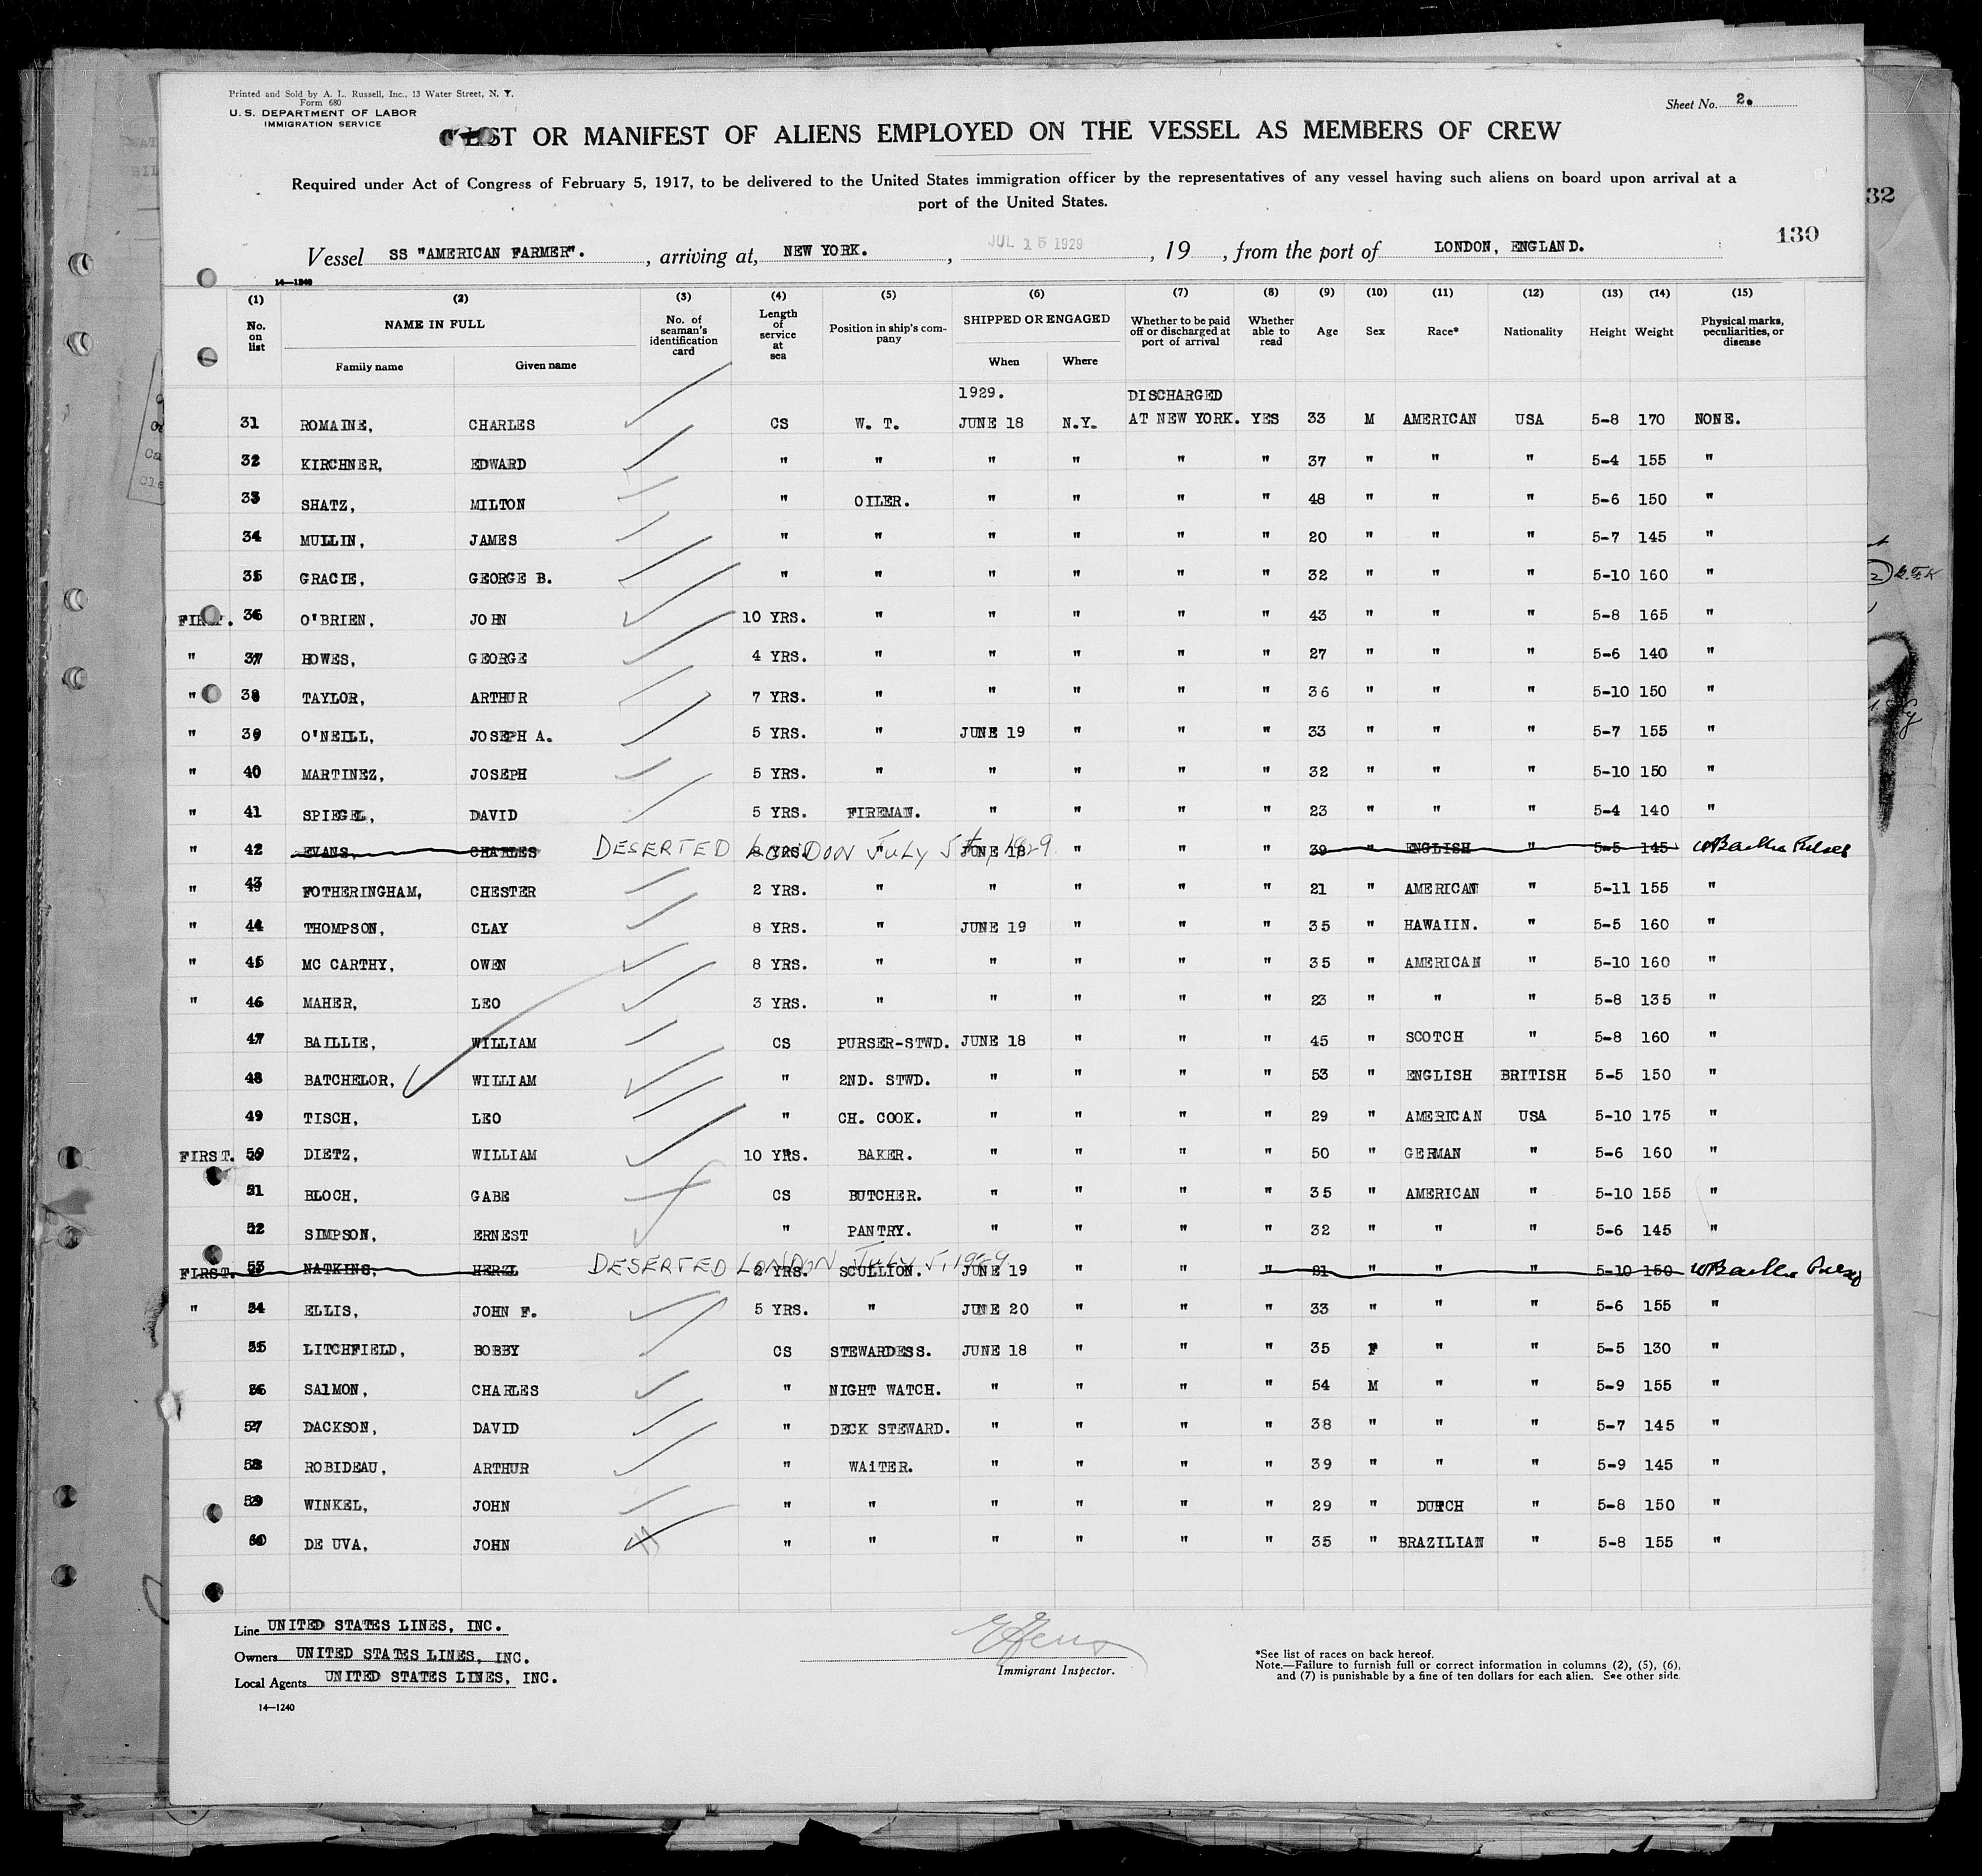 Printed and Sold by A. L. Russell, Inc., 13 Water Street, N. Y.
Form 680
U. S. DEPARTMENT OF LABOR
IMMIGRATION SERVICE
Sheet No. 2.
LIST OR MANIFEST OF ALIENS EMPLOYED ON THE VESSEL AS MEMBERS OF CREW
Required under Act of Congress of February 5, 1917, to be delivered to the United States immigration officer by the representatives of any vessel having such aliens on board upon arrival at a
port of the United States.
32
130
Vessel SS "AMERICAN FARMER". , arriving at, NEW YORK. , JUL 15 1929 , 19 , from the port of LONDON, ENGLAND.
14—1240
(1) (2) (3) (4) (5) (6) (7) (8) (9) (10) (11) (12) (13) (14) (15)
No. on list NAME IN FULL Family name Given name No. of seaman's identification card Length of service at sea Position in ship's company SHIPPED OR ENGAGED When Where Whether to be paid off or discharged at port of arrival Whether able to read Age Sex Race* Nationality Height Weight Physical marks, peculiarities, or disease
1929. DISCHARGED
31 ROMAINE, CHARLES CS W. T. JUNE 18 N.Y. AT NEW YORK. YES 33 M AMERICAN USA 5-8 170 NONE.
32 KIRCHNER, EDWARD " " " " " " 37 " " " 5-4 155 "
33 SHATZ, MILTON " OILER. " " " " 48 " " " 5-6 150 "
34 MULLIN, JAMES " " " " " " 20 " " " 5-7 145 "
35 GRACIE, GEORGE B. " " " " " " 32 " " " 5-10 160 "
FIRST. 36 O'BRIEN, JOHN 10 YRS. " " " " " 43 " " " 5-8 165 "
" 37 HOWES, GEORGE 4 YRS. " " " " " 27 " " " 5-6 140 "
" 38 TAYLOR, ARTHUR 7 YRS. " " " " " 36 " " " 5-10 150 "
" 39 O'NEILL, JOSEPH A. 5 YRS. " JUNE 19 " " " 33 " " " 5-7 155 "
" 40 MARTINEZ, JOSEPH 5 YRS. " " " " " 32 " " " 5-10 150 "
" 41 SPIEGEL, DAVID 5 YRS. FIREMAN. " " " " 23 " " " 5-4 140 "
" 42 EVANS, CHARLES DESERTED LONDON JULY 5th, 1929 YRS. " JUNE 18 " " " 39 " ENGLISH " 5-5 145
" 43 FOTHERINGHAM, CHESTER 2 YRS. " " " " " 21 " AMERICAN " 5-11 155 "
" 44 THOMPSON, CLAY 8 YRS. " JUNE 19 " " " 35 " HAWAIIN. " 5-5 160 "
" 45 MC CARTHY, OWEN 8 YRS. " " " " " 35 " AMERICAN " 5-10 160 "
" 46 MAHER, LEO 3 YRS. " " " " " 23 " " " 5-8 135 "
47 BAILLIE, WILLIAM CS PURSER-STWD. JUNE 18 " " " 45 " SCOTCH " 5-8 160 "
48 BATCHELOR, WILLIAM " 2ND. STWD. " " " " 53 " ENGLISH BRITISH 5-5 150 "
49 TISCH, LEO " CH. COOK. " " " " 29 " AMERICAN USA 5-10 175 "
FIRST. 50 DIETZ, WILLIAM 10 YRS. BAKER. " " " " 50 " GERMAN " 5-6 160 "
51 BLOCH, GABE CS BUTCHER. " " " " 35 " AMERICAN " 5-10 155 "
52 SIMPSON, ERNEST " PANTRY. " " " " 32 " " " 5-6 145 "
FIRST. 53 NATKINS, HERZL DESERTED LONDON JULY 5, 1929 2 YRS. SCULLION. JUNE 19 " " " 21 " " " 5-10 150
" 54 ELLIS, JOHN F. 5 YRS. " JUNE 20 " " " 33 " " " 5-6 155 "
55 LITCHFIELD, BOBBY CS STEWARDESS. JUNE 18 " " " 35 F " " 5-5 130 "
56 SAlMON, CHARLES " NIGHT WATCH. " " " " 54 M " " 5-9 155 "
57 DACKSON, DAVID " DECK STEWARD. " " " " 38 " " " 5-7 145 "
58 ROBIDEAU, ARTHUR " WAITER. " " " " 39 " " " 5-9 145 "
59 WINKEL, JOHN " " " " " " 29 " DUTCH " 5-8 150 "
60 DE UVA, JOHN " " " " " " 35 " BRAZILIAN " 5-8 155 "
Line UNITED STATES LINES, INC.
Owners UNITED STATES LINES, INC.
Local Agents UNITED STATES LINES, INC.
14—1240
Immigrant Inspector.
*See list of races on back hereof.
Note.—Failure to furnish full or correct information in columns (2), (5), (6),
and (7) is punishable by a fine of ten dollars for each alien. See other side.